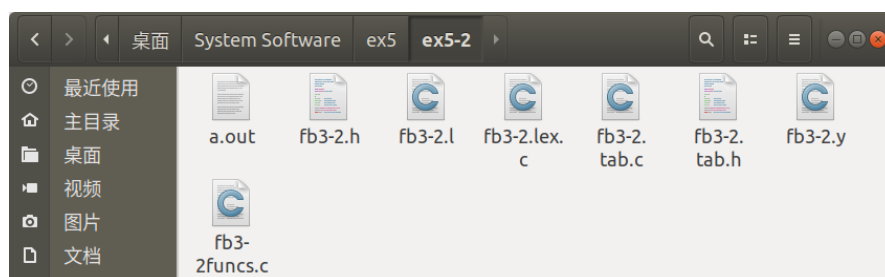 桌面 System Software ex5 ex5-2
最近使用
主目录
桌面
视频
图片
文档
a.out fb3-2.h fb3-2.l fb3-2.lex.c fb3-2.tab.c fb3-2.tab.h fb3-2.y
fb3-2funcs.c